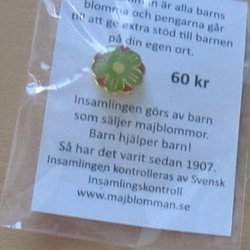 är alla barns
blomma och pengarna går
till att ge extra stöd till barnen
på din egen ort.
60 kr
Insamlingen görs av barn
som säljer majblommor.
Barn hjälper barn!
Så har det varit sedan 1907.
Insamlingen kontrolleras av Svensk
Insamlingskontroll
www.majblomman.se